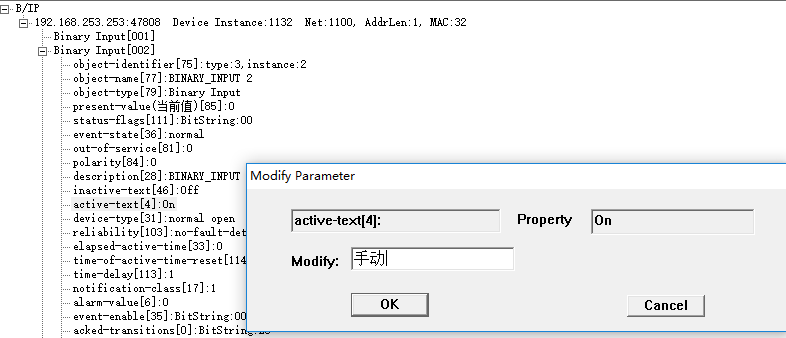 B/IP
192.168.253.253:47808 Device Instance:1132 Net:1100, AddrLen:1, MAC:32
Binary Input[001]
Binary Input[002]
object-identifier[75]:type:3,instance:2
object-name[77]:BINARY_INPUT 2
object-type[79]:Binary Input
present-value(当前值)[85]:0
status-flags[111]:BitString:00
event-state[36]:normal
out-of-service[81]:0
polarity[84]:0
description[28]:BINARY_INPUT
inactive-text[46]:Off
active-text[4]:On
device-type[31]:normal open
reliability[103]:no-fault-det
elapsed-active-time[33]:0
time-of-active-time-reset[114
time-delay[113]:1
notification-class[17]:1
alarm-value[6]:0
event-enable[35]:BitString:00
acked-transitions[0]:BitString:
Modify Parameter
active-text[4]: Property On
Modify: 手动
OK Cancel